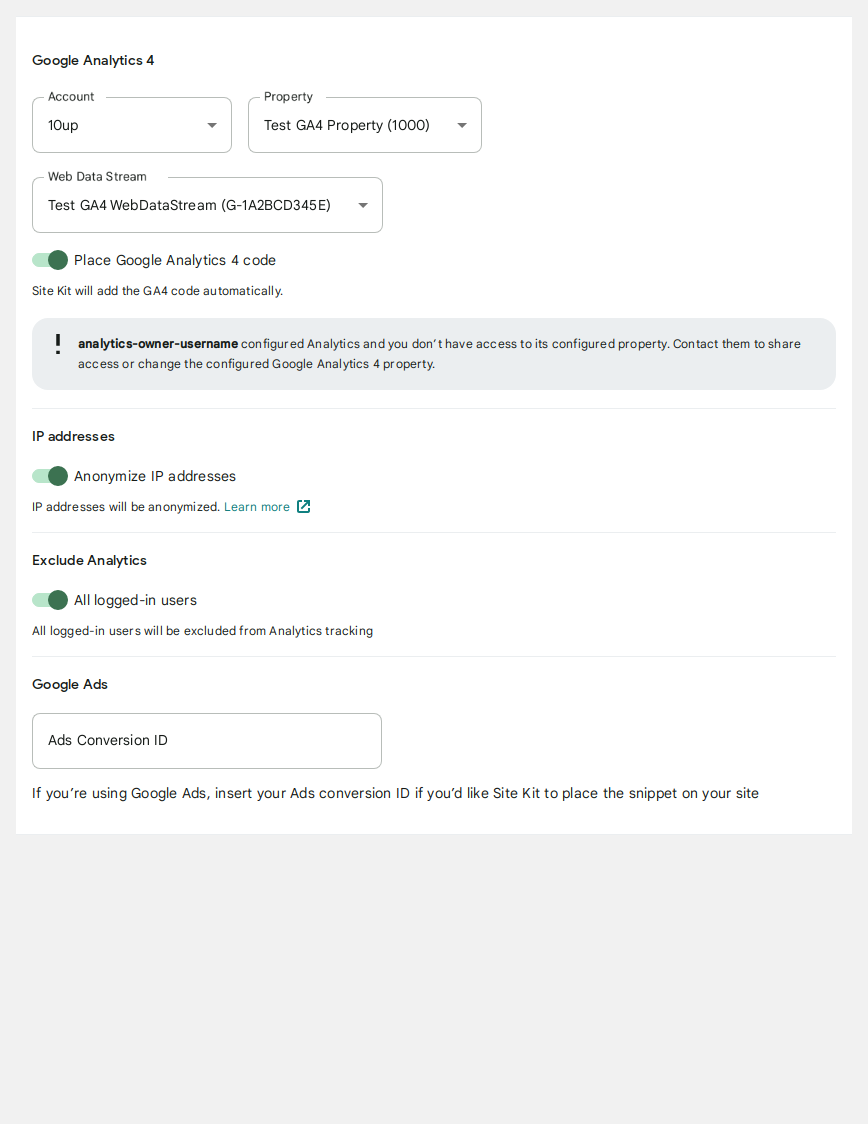 Google Analytics 4
Account
10up
Property
Test GA4 Property (1000)
Web Data Stream
Test GA4 WebDataStream (G-1A2BCD345E)
Place Google Analytics 4 code
Site Kit will add the GA4 code automatically.
analytics-owner-username configured Analytics and you don’t have access to its configured property. Contact them to share
access or change the configured Google Analytics 4 property.
IP addresses
Anonymize IP addresses
IP addresses will be anonymized. Learn more
Exclude Analytics
All logged-in users
All logged-in users will be excluded from Analytics tracking
Google Ads
Ads Conversion ID
If you’re using Google Ads, insert your Ads conversion ID if you’d like Site Kit to place the snippet on your site